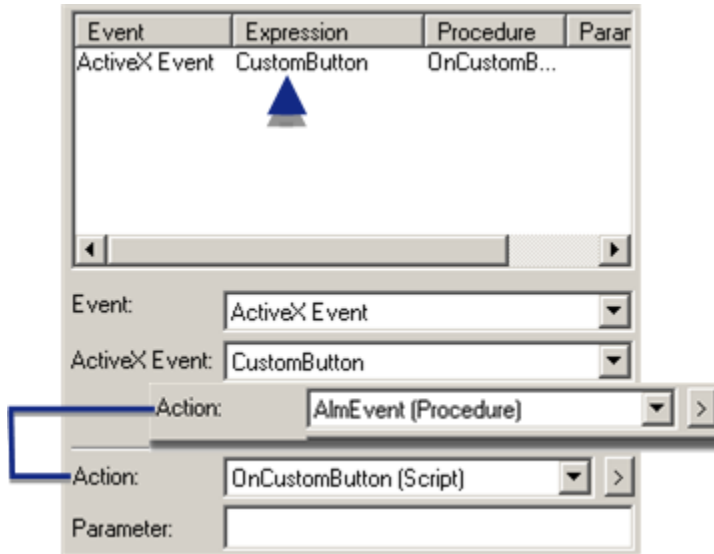 Event Expression Procedure Parar
ActiveX Event CustomButton OnCustomB...
Event: ActiveX Event
ActiveX Event: CustomButton
Action: AlmEvent (Procedure) >
Action: OnCustomButton (Script) >
Parameter: